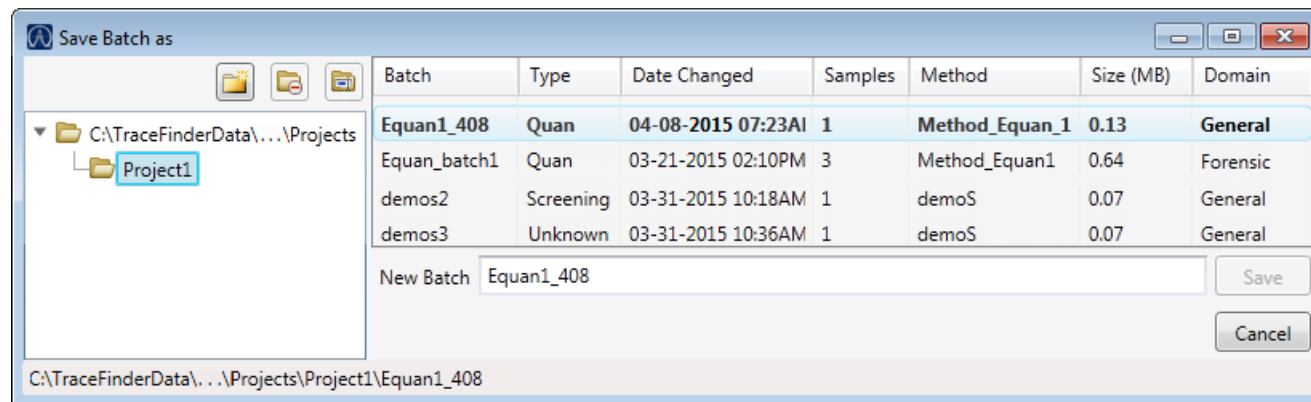 Save Batch as
Batch Type Date Changed Samples Method Size (MB) Domain
C:\TraceFinderData\...\Projects
Project1
Equan1_408 Quan 04-08-2015 07:23AI 1 Method_Equan_1 0.13 General
Equan_batch1 Quan 03-21-2015 02:10PM 3 Method_Equan1 0.64 Forensic
demos2 Screening 03-31-2015 10:18AM 1 demoS 0.07 General
demos3 Unknown 03-31-2015 10:36AM 1 demoS 0.07 General
New Batch Equan1_408 Save
Cancel
C:\TraceFinderData\. . .\Projects\Project1\Equan1_408